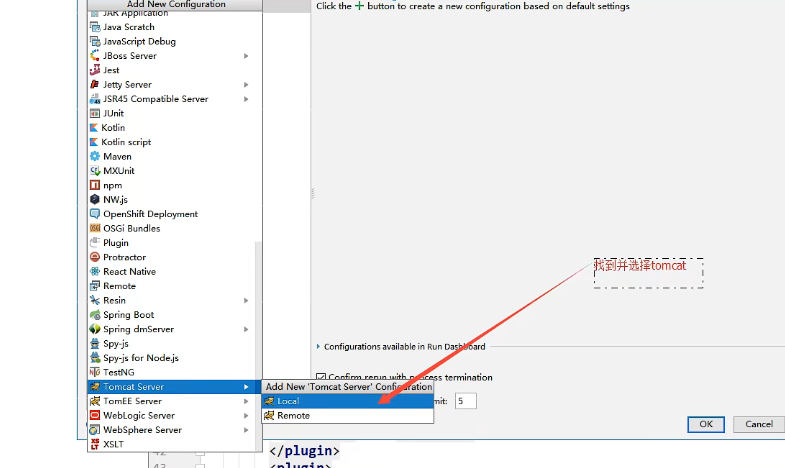 Add New Configuration
Click the + button to create a new configuration based on default settings
JAR Application
Java Scratch
JavaScript Debug
JBoss Server
Jest
Jetty Server
JSR45 Compatible Server
JUnit
Kotlin
Kotlin script
Maven
MXUnit
npm
NW.js
OpenShift Deployment
OSGi Bundles
Plugin
Protractor
React Native
Remote
Resin
Spring Boot
Spring dmServer
Spy-js
Spy-js for Node.js
TestNG
Tomcat Server
TomEE Server
WebLogic Server
WebSphere Server
XSLT
找到并选择tomcat
Configurations available in Run Dashboard
Confirm rerun with process termination
Add New 'Tomcat Server' Configuration
Local
mit: 5
Remote
OK
Cancel
42
</plugin>
43
<plugin>